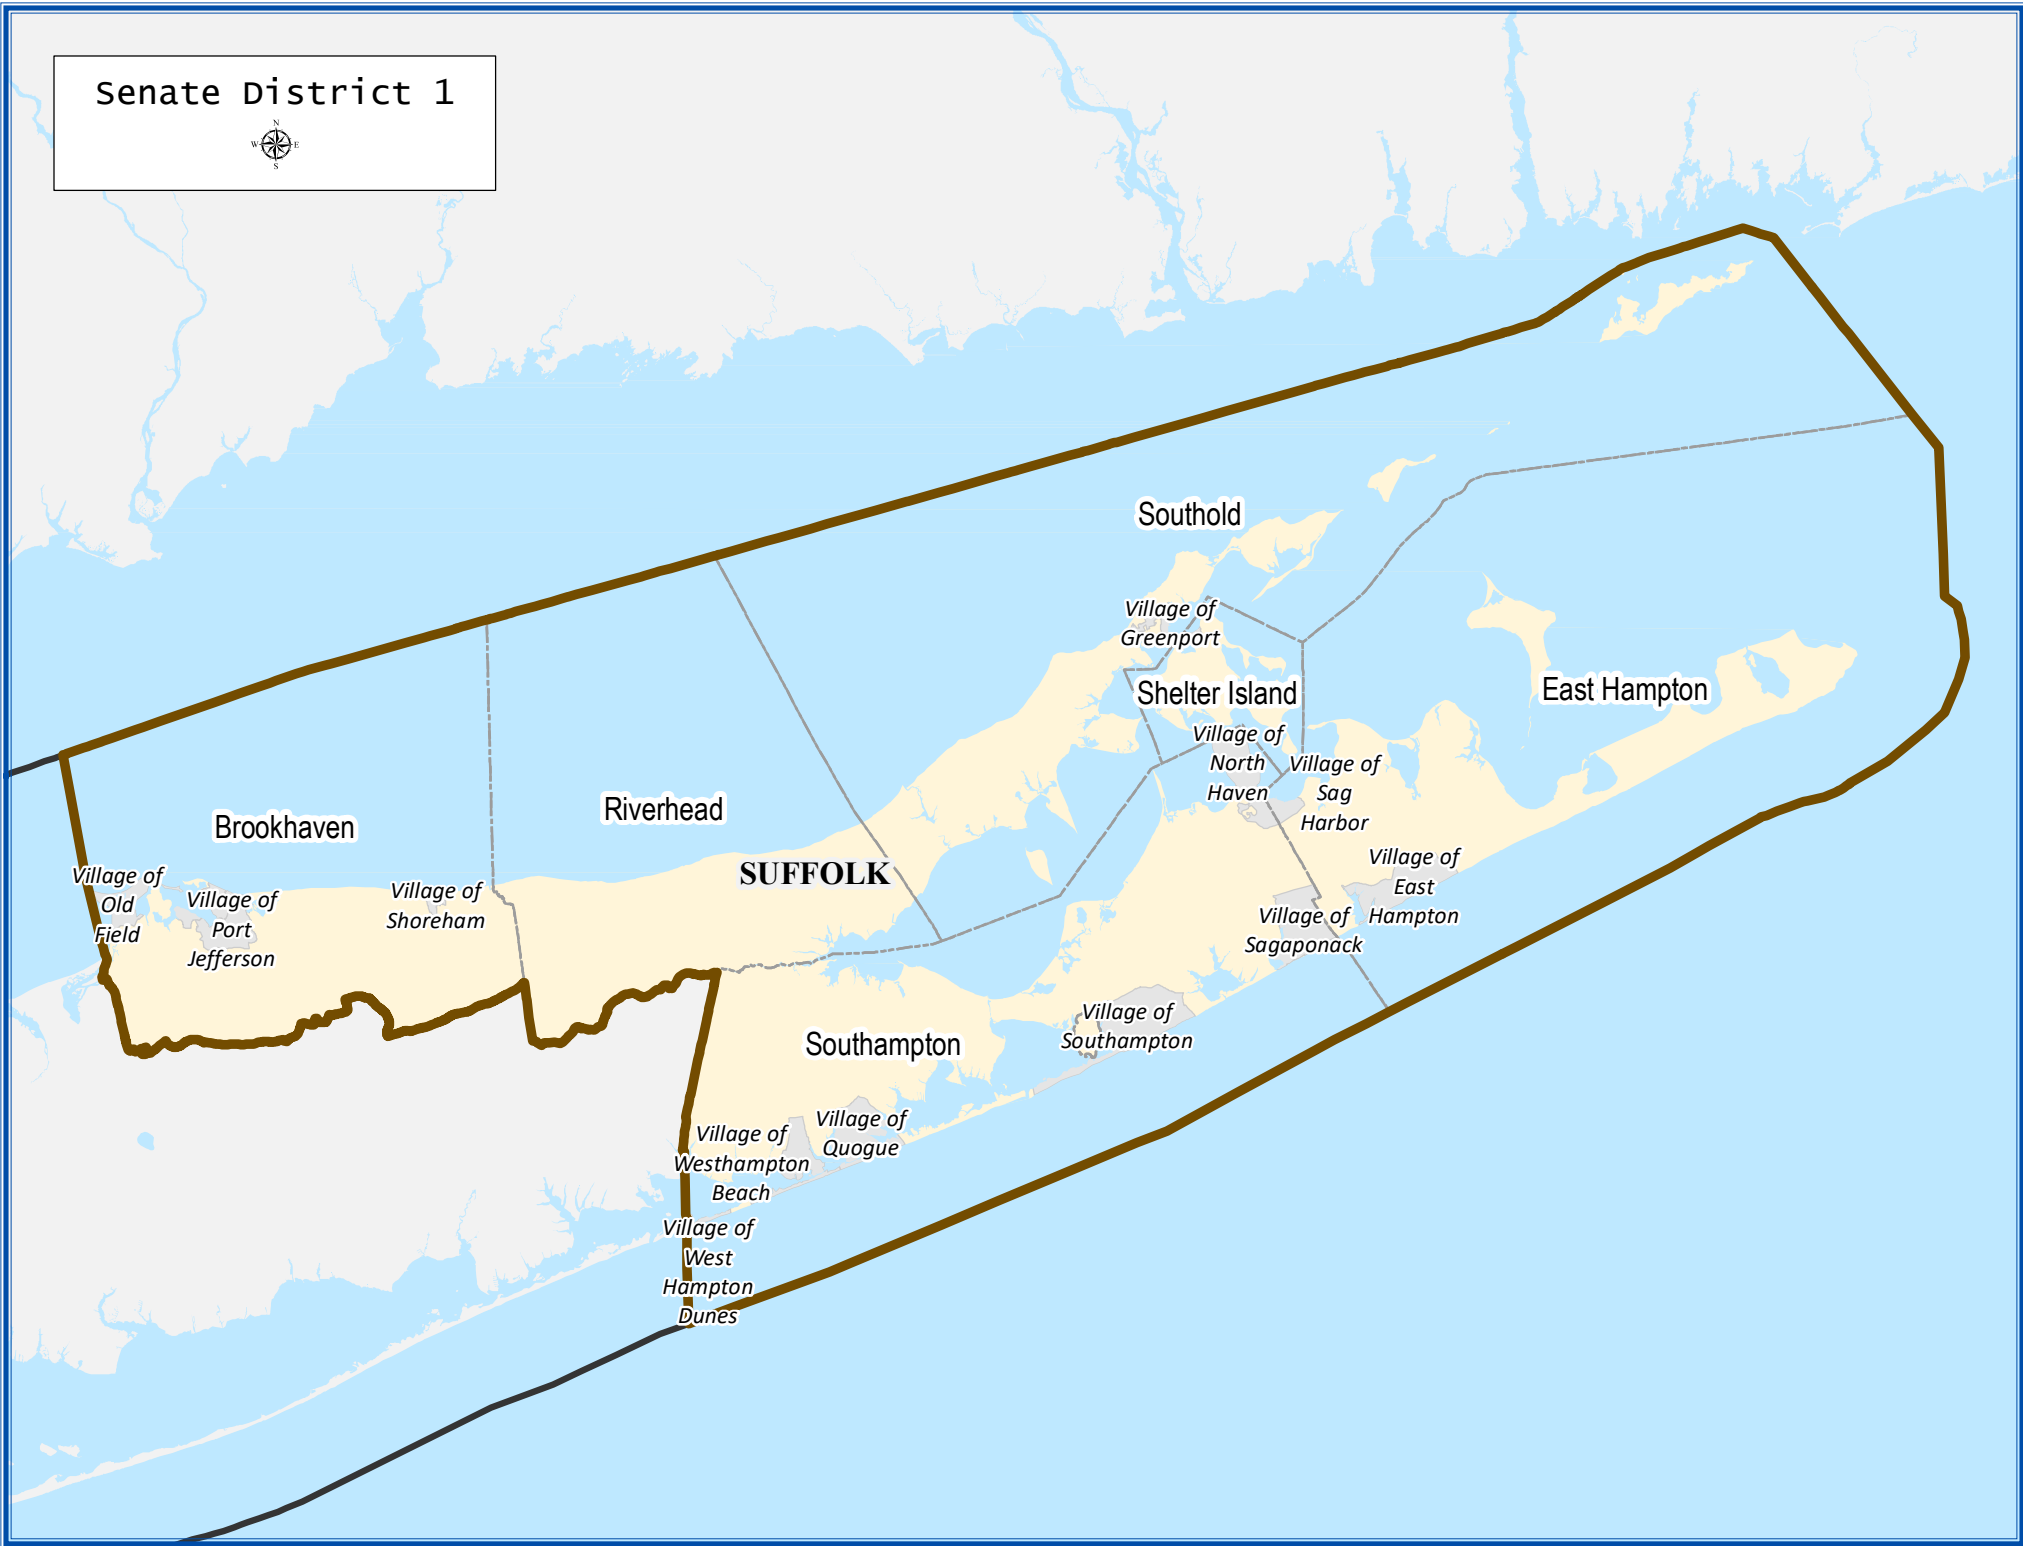 Senate District 1
N
W E
S
Southold
Village of
Greenport
Shelter Island
East Hampton
Village of
North
Haven
Village of
Sag
Harbor
Brookhaven
Riverhead
SUFFOLK
Village of
Old
Field
Village of
Port
Jefferson
Village of
Shoreham
Village of
East
Hampton
Village of
Sagaponack
Village of
Southampton
Southampton
Village of
Quogue
Village of
Westhampton
Beach
Village of
West
Hampton
Dunes